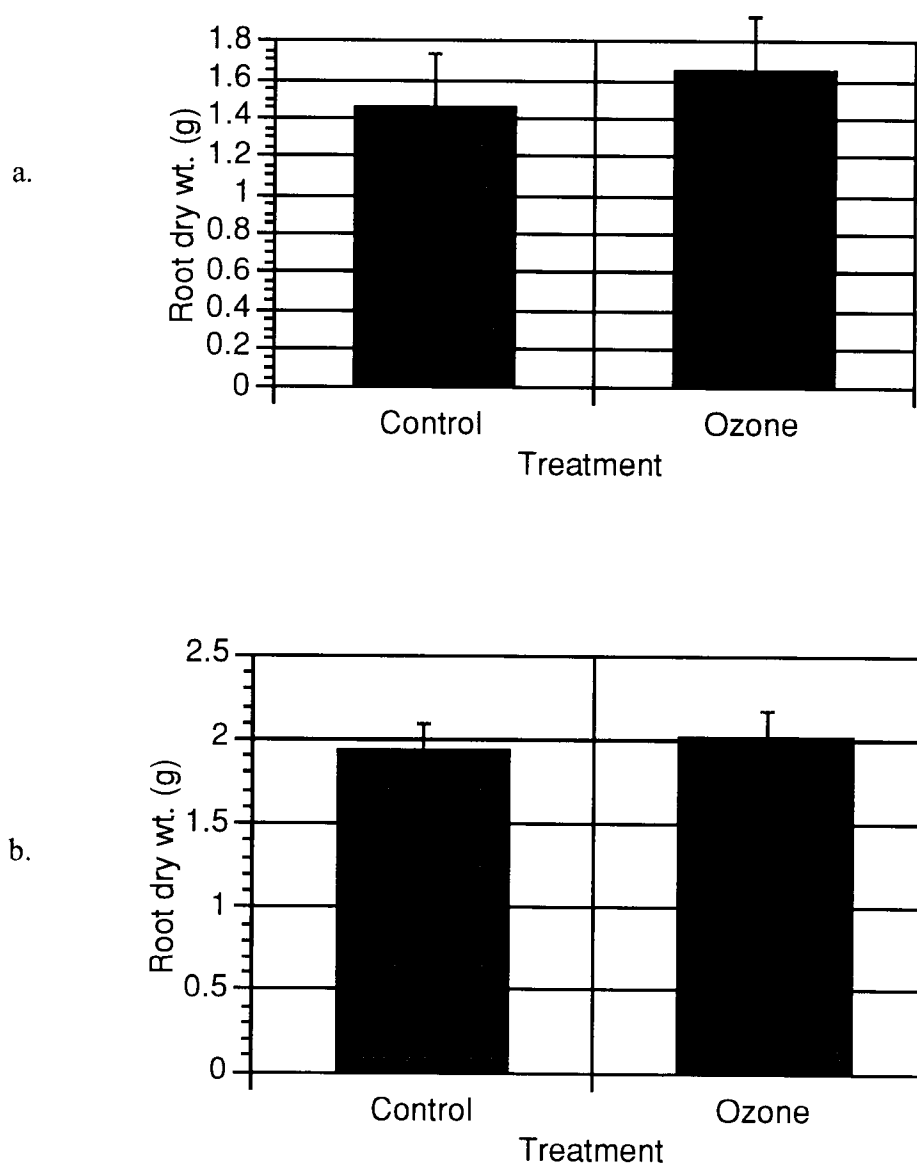 a.
Root dry wt. (g)
1.8
1.6
1.4
1.2
1
0.8
0.6
0.4
0.2
0
Control Ozone
Treatment
b.
Root dry wt. (g)
2.5
2
1.5
1
0.5
0
Control Ozone
Treatment